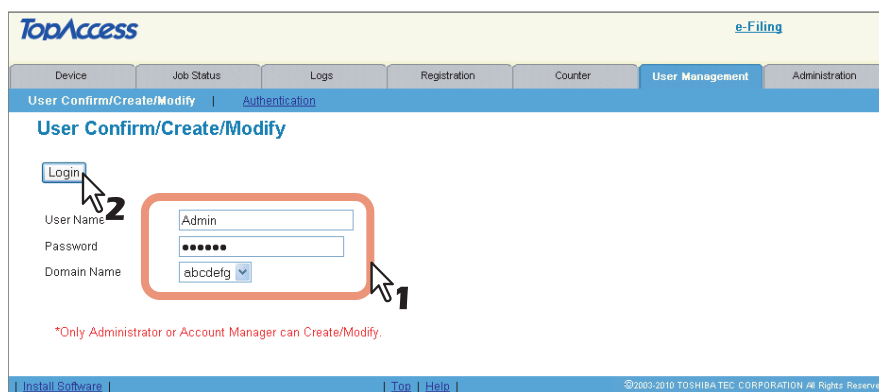 TopAccess
e-Filing
Device Job Status Logs Registration Counter User Management Administration
User Confirm/Create/Modify | Authentication
User Confirm/Create/Modify
Login
2
User Name Admin
Password ●●●●●●
Domain Name abcdefg
1
*Only Administrator or Account Manager can Create/Modify.
| Install Software | | Top | Help | ©2003-2010 TOSHIBA TEC CORPORATION All Rights Reserve